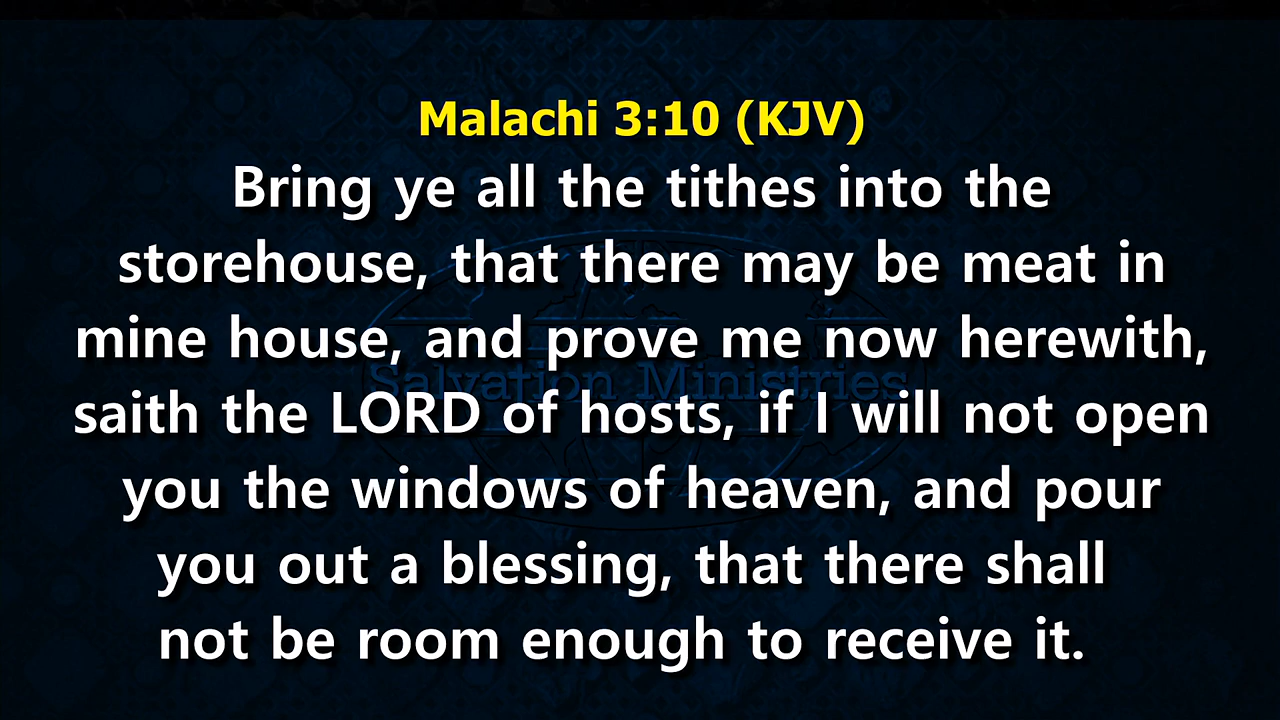 Malachi 3:10 (KJV)
Bring ye all the tithes into the
storehouse, that there may be meat in
mine house, and prove me now herewith,
Salvation Ministries
saith the LORD of hosts, if I will not open
you the windows of heaven, and pour
you out a blessing, that there shall
not be room enough to receive it.